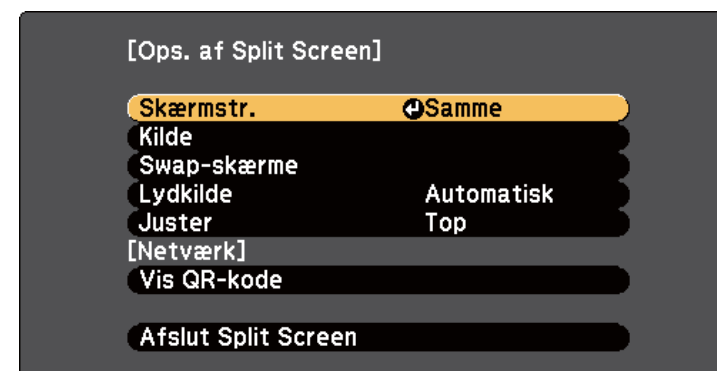 [Ops. af Split Screen]
Skærmstr. Samme
Kilde
Swap-skærme
Lydkilde Automatisk
Juster Top
[Netværk]
Vis QR-kode
Afslut Split Screen